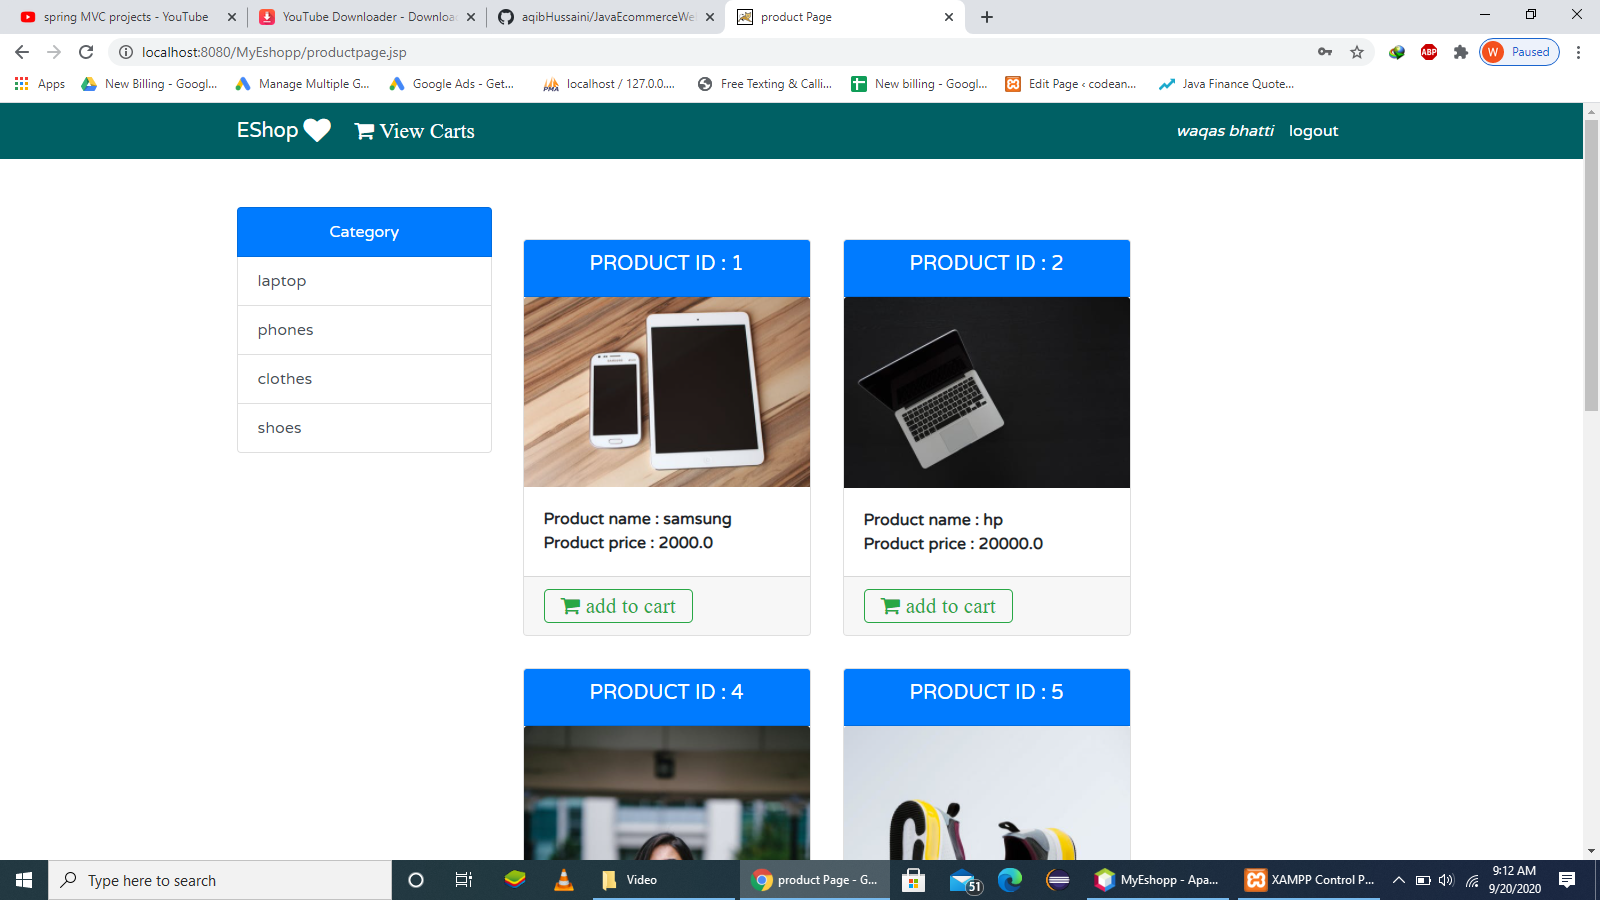 spring MVC projects - YouTube
YouTube Downloader - Downloa
aqibHussaini/JavaEcommerceWe
product Page
localhost:8080/MyEshopp/productpage.jsp
ABP
W Paused
Apps
New Billing - Googl...
Manage Multiple G...
Google Ads - Get...
PMA
localhost / 127.0.0....
Free Texting & Calli...
New billing - Googl...
Edit Page ‹ codean...
Java Finance Quote...
EShop
View Carts
waqas bhatti
logout
Category
laptop
phones
clothes
shoes
PRODUCT ID : 1
Product name : samsung
Product price : 2000.0
add to cart
PRODUCT ID : 2
Product name : hp
Product price : 20000.0
add to cart
PRODUCT ID : 4
PRODUCT ID : 5
Type here to search
Video
product Page - G...
51
MyEshopp - Apa...
XAMPP Control P...
9:12 AM
9/20/2020